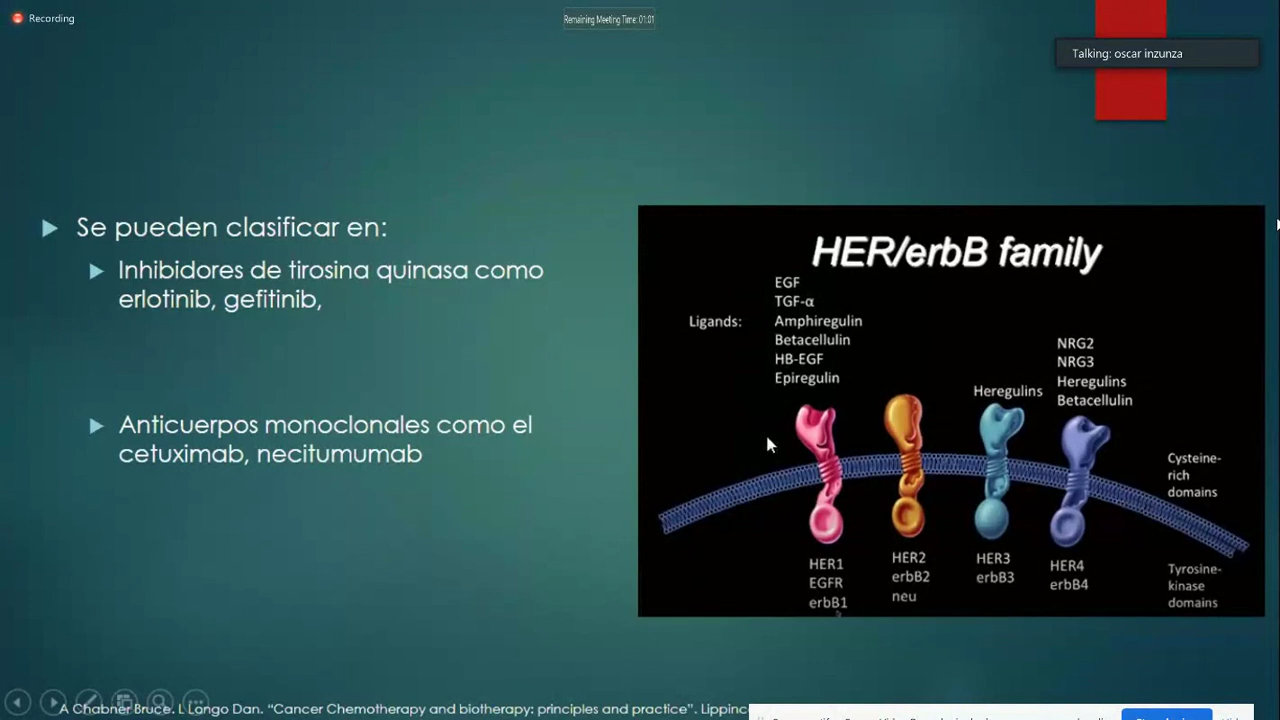 Recording
Remaining Meeting Time: 01:01
Talking: oscar inzunza
Se pueden clasificar en:
Inhibidores de tirosina quinasa como
erlotinib, gefitinib,
Anticuerpos monoclonales como el
cetuximab, necitumumab
HER/erbB family
Ligands:
EGF
TGF-α
Amphiregulin
Betacellulin
HB-EGF
Epiregulin
Heregulins
NRG2
NRG3
Heregulins
Betacellulin
Cysteine-
rich
domains
HER1
EGFR
erbB1
HER2
erbB2
neu
HER3
erbB3
HER4
erbB4
Tyrosine-
kinase
domains
A Chabner Bruce. L Longo Dan. “Cancer Chemotherapy and biotherapy: principles and practice”. Lippinc